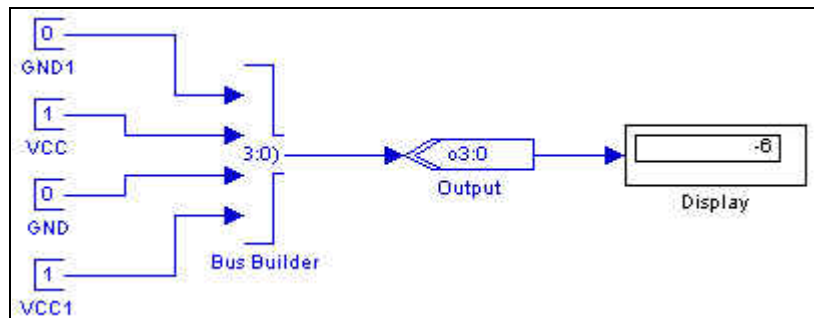 0
GND1
1
VCC
0
GND
1
VCC1
3:0)
Bus Builder
o3:0
Output
-6
Display